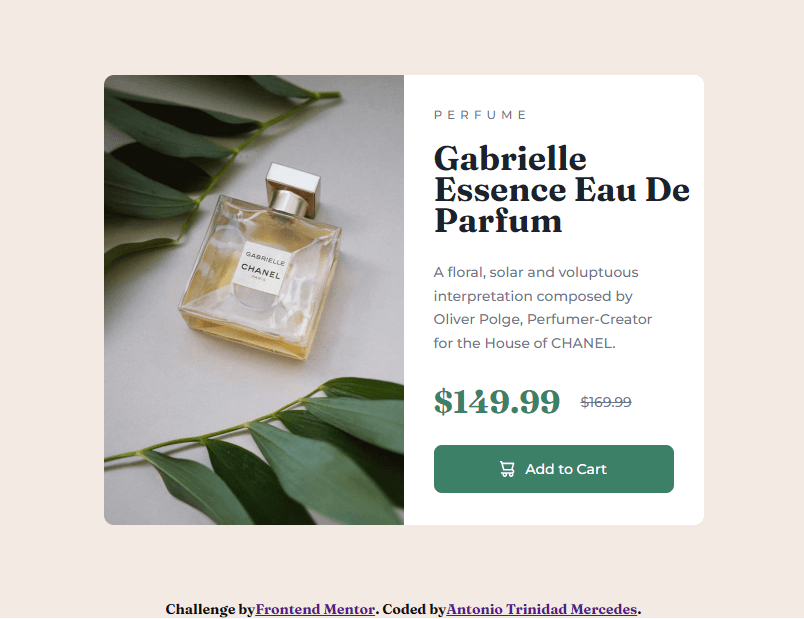 GABRIELLE
CHANEL
PARIS
PERFUME
Gabrielle
Essence Eau De
Parfum
A floral, solar and voluptuous
interpretation composed by
Oliver Polge, Perfumer-Creator
for the House of CHANEL.
$149.99 $169.99
Add to Cart
Challenge byFrontend Mentor. Coded byAntonio Trinidad Mercedes.